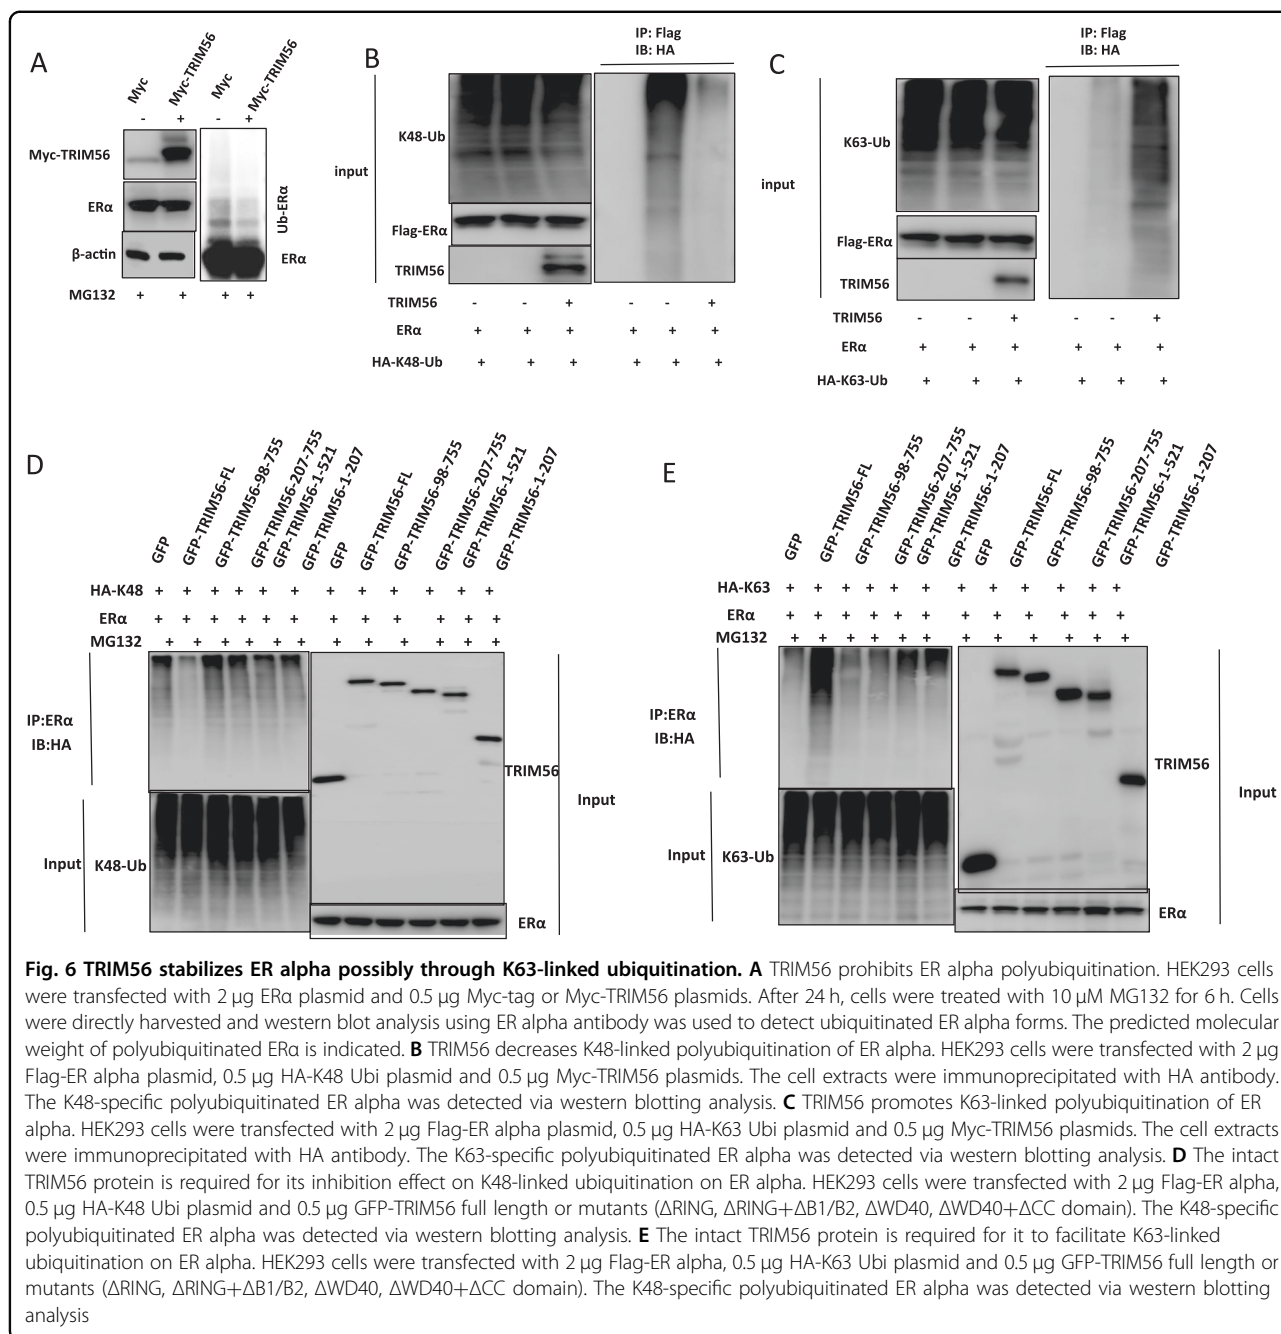 A
Myc
Myc-TRIM56
Myc
Myc-TRIM56
- + - +
Myc-TRIM56
ERα
β-actin
Ub-ERα
ERα
MG132 + + + +
B
IP: Flag
IB: HA
input
K48-Ub
Flag-ERα
TRIM56
TRIM56 - - + - - +
ERα + + + + + +
HA-K48-Ub + + + + + +
C
IP: Flag
IB: HA
input
K63-Ub
Flag-ERα
TRIM56
TRIM56 - - + - - +
ERα + + + + + +
HA-K63-Ub + + + + + +
D
GFP
GFP-TRIM56-FL
GFP-TRIM56-98-755
GFP-TRIM56-207-755
GFP-TRIM56-1-521
GFP-TRIM56-1-207
GFP
GFP-TRIM56-FL
GFP-TRIM56-98-755
GFP-TRIM56-207-755
GFP-TRIM56-1-521
GFP-TRIM56-1-207
HA-K48 + + + + + + + + + + + +
ERα + + + + + + + + + + + +
MG132 + + + + + + + + + + + +
IP:ERα
IB:HA
TRIM56
Input
Input
K48-Ub
ERα
E
GFP
GFP-TRIM56-FL
GFP-TRIM56-98-755
GFP-TRIM56-207-755
GFP-TRIM56-1-521
GFP-TRIM56-1-207
GFP
GFP-TRIM56-FL
GFP-TRIM56-98-755
GFP-TRIM56-207-755
GFP-TRIM56-1-521
GFP-TRIM56-1-207
HA-K63 + + + + + + + + + + + +
ERα + + + + + + + + + + + +
MG132 + + + + + + + + + + + +
IP:ERα
IB:HA
TRIM56
Input
Input
K63-Ub
ERα
Fig. 6 TRIM56 stabilizes ER alpha possibly through K63-linked ubiquitination. A TRIM56 prohibits ER alpha polyubiquitination. HEK293 cells
were transfected with 2 µg ERα plasmid and 0.5 µg Myc-tag or Myc-TRIM56 plasmids. After 24 h, cells were treated with 10 µM MG132 for 6 h. Cells
were directly harvested and western blot analysis using ER alpha antibody was used to detect ubiquitinated ER alpha forms. The predicted molecular
weight of polyubiquitinated ERα is indicated. B TRIM56 decreases K48-linked polyubiquitination of ER alpha. HEK293 cells were transfected with 2 µg
Flag-ER alpha plasmid, 0.5 µg HA-K48 Ubi plasmid and 0.5 µg Myc-TRIM56 plasmids. The cell extracts were immunoprecipitated with HA antibody.
The K48-specific polyubiquitinated ER alpha was detected via western blotting analysis. C TRIM56 promotes K63-linked polyubiquitination of ER
alpha. HEK293 cells were transfected with 2 µg Flag-ER alpha plasmid, 0.5 µg HA-K63 Ubi plasmid and 0.5 µg Myc-TRIM56 plasmids. The cell extracts
were immunoprecipitated with HA antibody. The K63-specific polyubiquitinated ER alpha was detected via western blotting analysis. D The intact
TRIM56 protein is required for its inhibition effect on K48-linked ubiquitination on ER alpha. HEK293 cells were transfected with 2 µg Flag-ER alpha,
0.5 µg HA-K48 Ubi plasmid and 0.5 µg GFP-TRIM56 full length or mutants (ΔRING, ΔRING+ΔB1/B2, ΔWD40, ΔWD40+ΔCC domain). The K48-specific
polyubiquitinated ER alpha was detected via western blotting analysis. E The intact TRIM56 protein is required for it to facilitate K63-linked
ubiquitination on ER alpha. HEK293 cells were transfected with 2 µg Flag-ER alpha, 0.5 µg HA-K63 Ubi plasmid and 0.5 µg GFP-TRIM56 full length or
mutants (ΔRING, ΔRING+ΔB1/B2, ΔWD40, ΔWD40+ΔCC domain). The K48-specific polyubiquitinated ER alpha was detected via western blotting
analysis